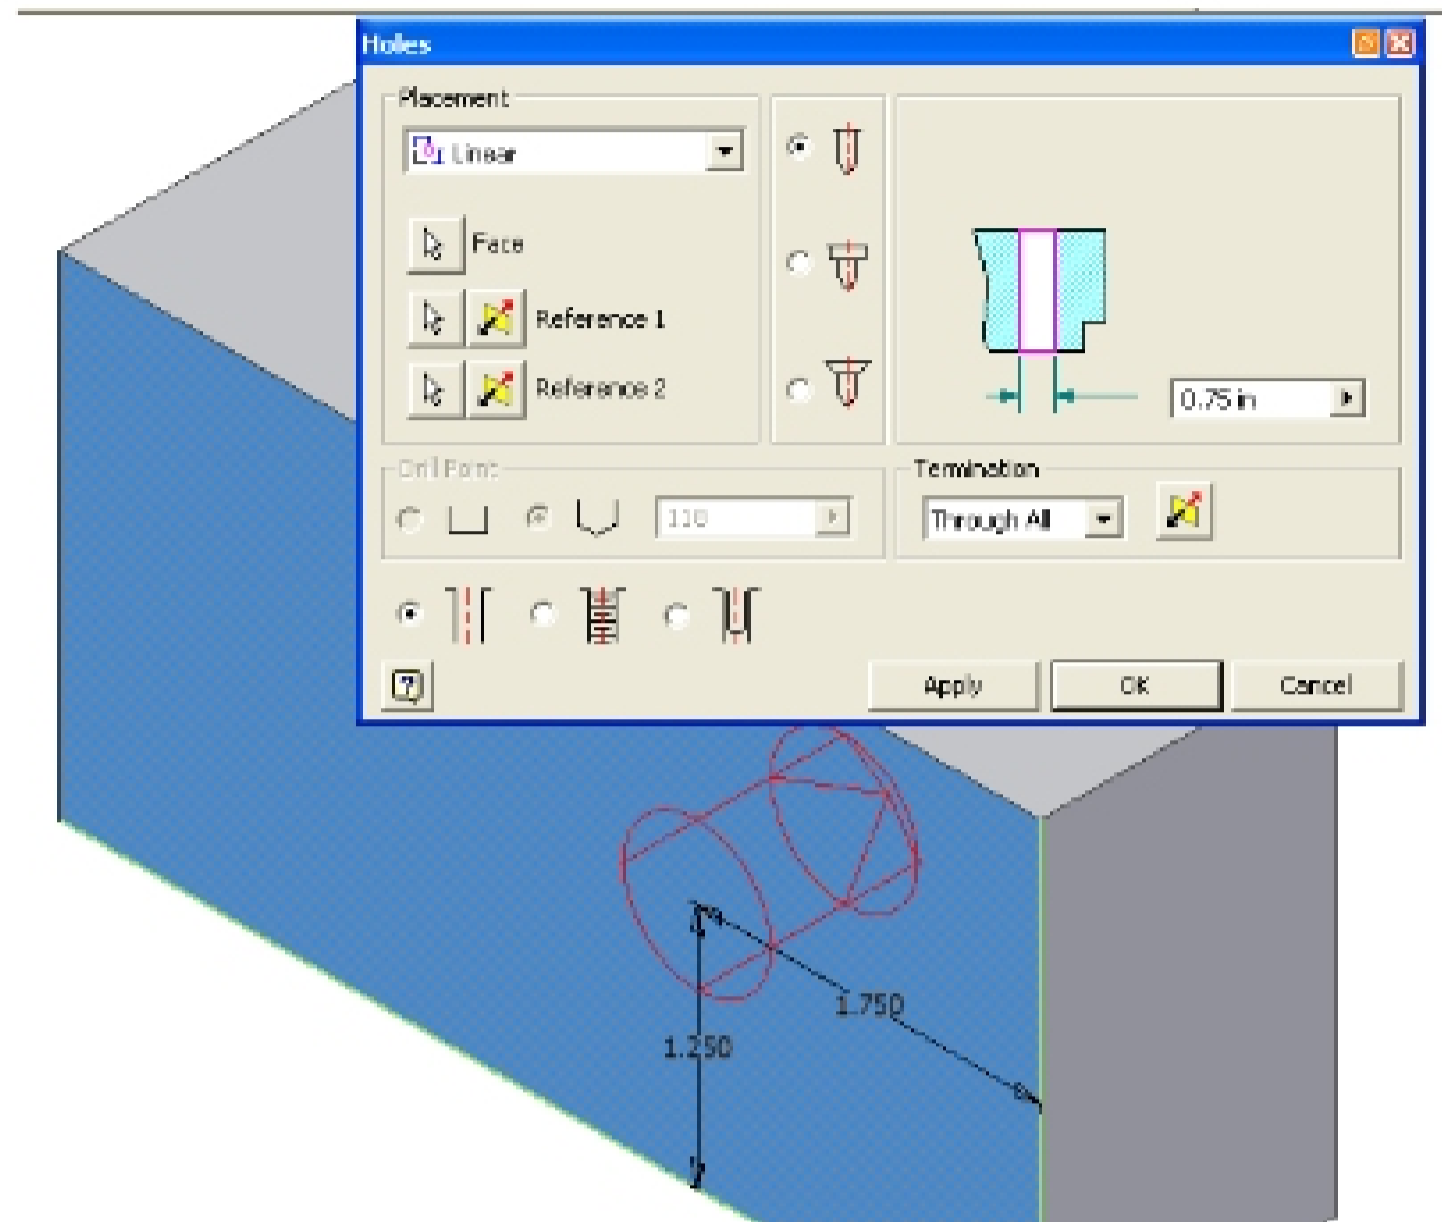 Holes
Placement
Linear
Face
Reference 1
Reference 2
0.75 in
Drill Point
118
Termination
Through All
Apply
OK
Cancel
1.750
1.250